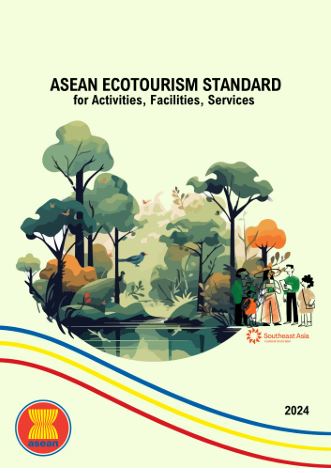 ASEAN ECOTOURISM STANDARD
for Activities, Facilities, Services
Southeast Asia
2024
asean